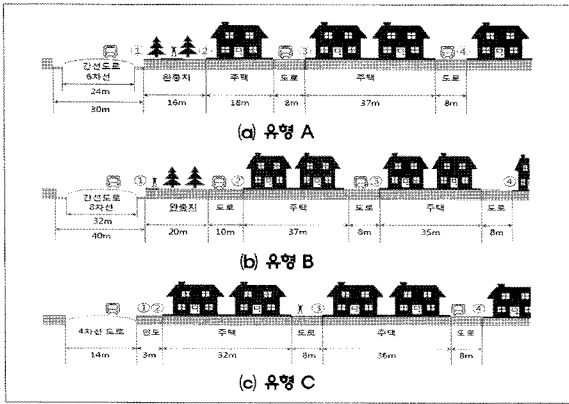 ① ② ③ ④
간선도로
6차선
완충지 주택 도로 주택 도로
24m
30m 16m 18m 8m 37m 8m
(a) 유형 A
① ② ③ ④
간선도로
8차선
완충지 도로 주택 도로 주택 도로
32m
40m 20m 10m 37m 8m 35m 8m
(b) 유형 B
①② ③ ④
4차선 도로 인도 주택 도로 주택 도로
14m 3m 32m 8m 36m 8m
(c) 유형 C